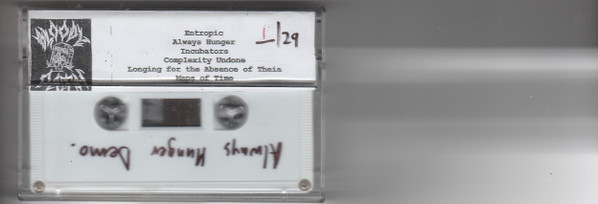 Entropic
Always Hunger
Incubators
Complexity Undone
Longing for the Absence of Theia
Maps of Time
1/29
Always Hunger Demo.